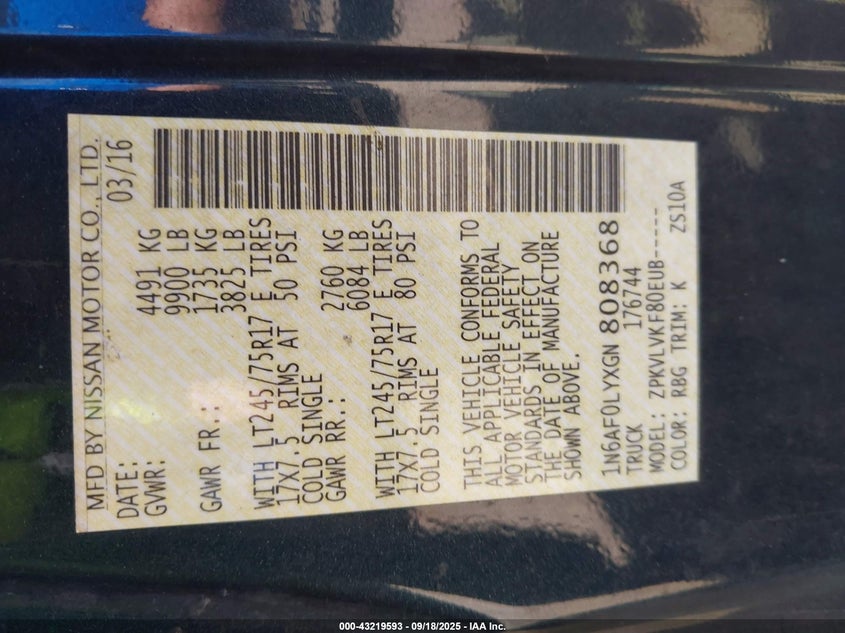 MFD BY NISSAN MOTOR CO., LTD.
DATE: 03/16
GVWR: 4491 KG
9900 LB
GAWR FR.: 1735 KG
3825 LB
WITH LT245/75R17 E TIRES
17X7.5 RIMS AT 50 PSI
COLD SINGLE
GAWR RR.: 2760 KG
6084 LB
WITH LT245/75R17 E TIRES
17X7.5 RIMS AT 80 PSI
COLD SINGLE
THIS VEHICLE CONFORMS TO
ALL APPLICABLE FEDERAL
MOTOR VEHICLE SAFETY
STANDARDS IN EFFECT ON
THE DATE OF MANUFACTURE
SHOWN ABOVE.
1N6AF0LYXGN 808368
TRUCK 176744
MODEL: ZPKVLVKF80EUB-----
COLOR: RBG TRIM: K ZS10A
000-43219593 - 09/18/2025 - IAA Inc.